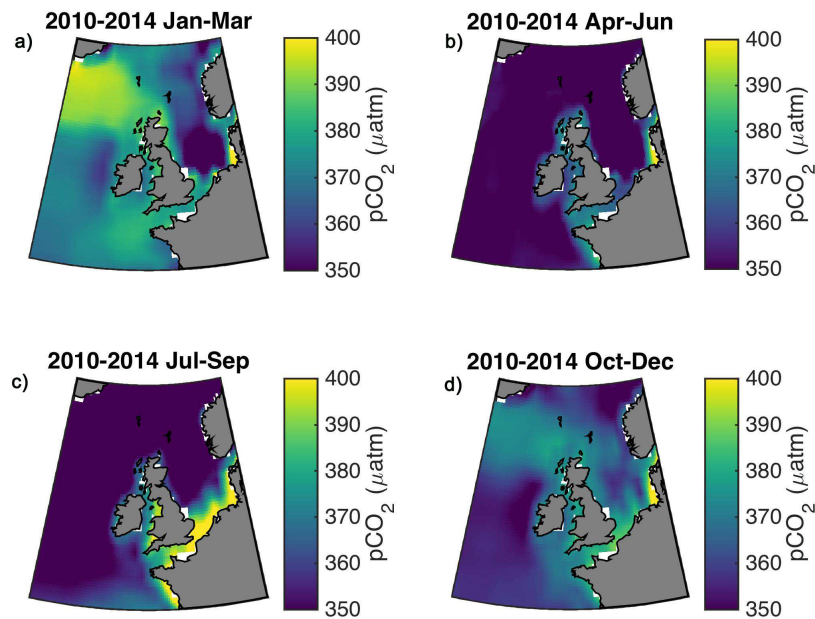 2010-2014 Jan-Mar
a)
400
390
380
370
360
350
pCO2 (μatm)
2010-2014 Apr-Jun
b)
400
390
380
370
360
350
pCO2 (μatm)
2010-2014 Jul-Sep
c)
400
390
380
370
360
350
pCO2 (μatm)
2010-2014 Oct-Dec
d)
400
390
380
370
360
350
pCO2 (μatm)